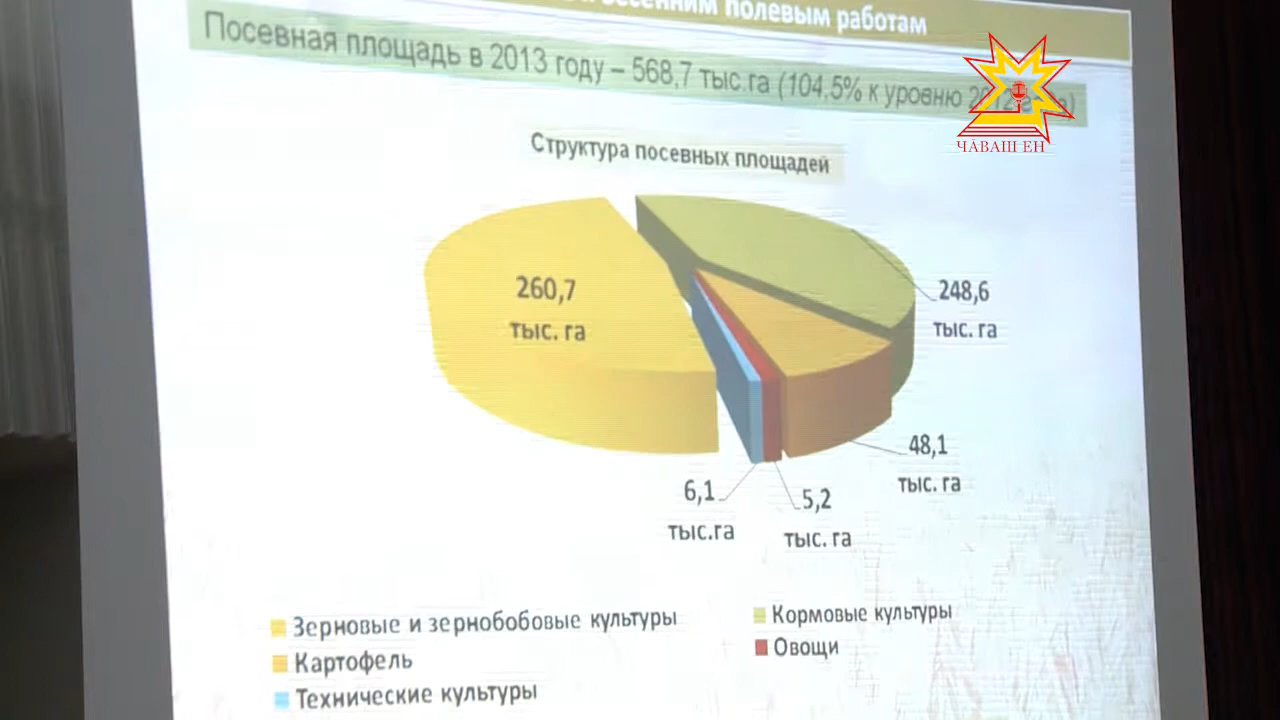 весенним полевым работам
Посевная площадь в 2013 году – 568,7 тыс.га (104,5% к уровню
ЧӐВАШ ЕН
Структура посевных площадей
260,7
тыс. га
248,6
тыс. га
48,1
тыс. га
6,1
тыс.га
5,2
тыс. га
Зерновые и зернобобовые культуры
Кормовые культуры
Картофель
Овощи
Технические культуры